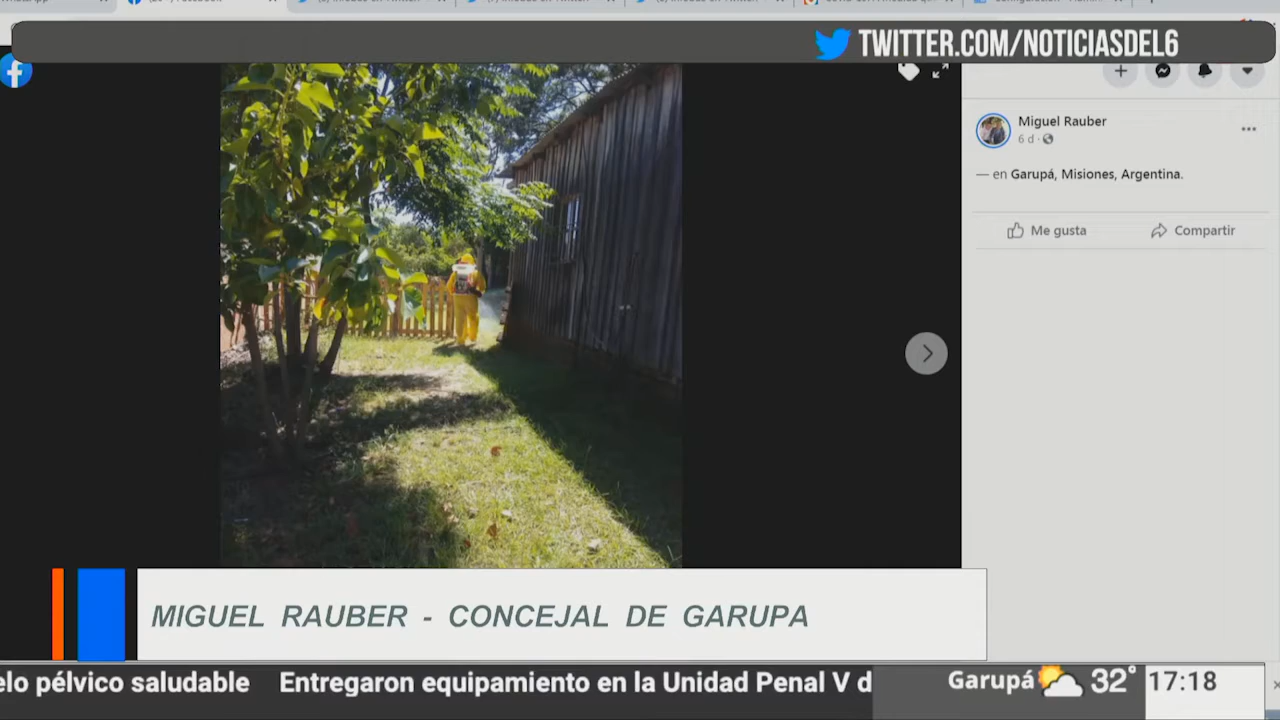 TWITTER.COM/NOTICIASDEL6
Miguel Rauber
6 d ·
— en Garupá, Misiones, Argentina.
Me gusta
Compartir
MIGUEL RAUBER - CONCEJAL DE GARUPA
elo pélvico saludable Entregaron equipamiento en la Unidad Penal V d
Garupá 32° 17:18